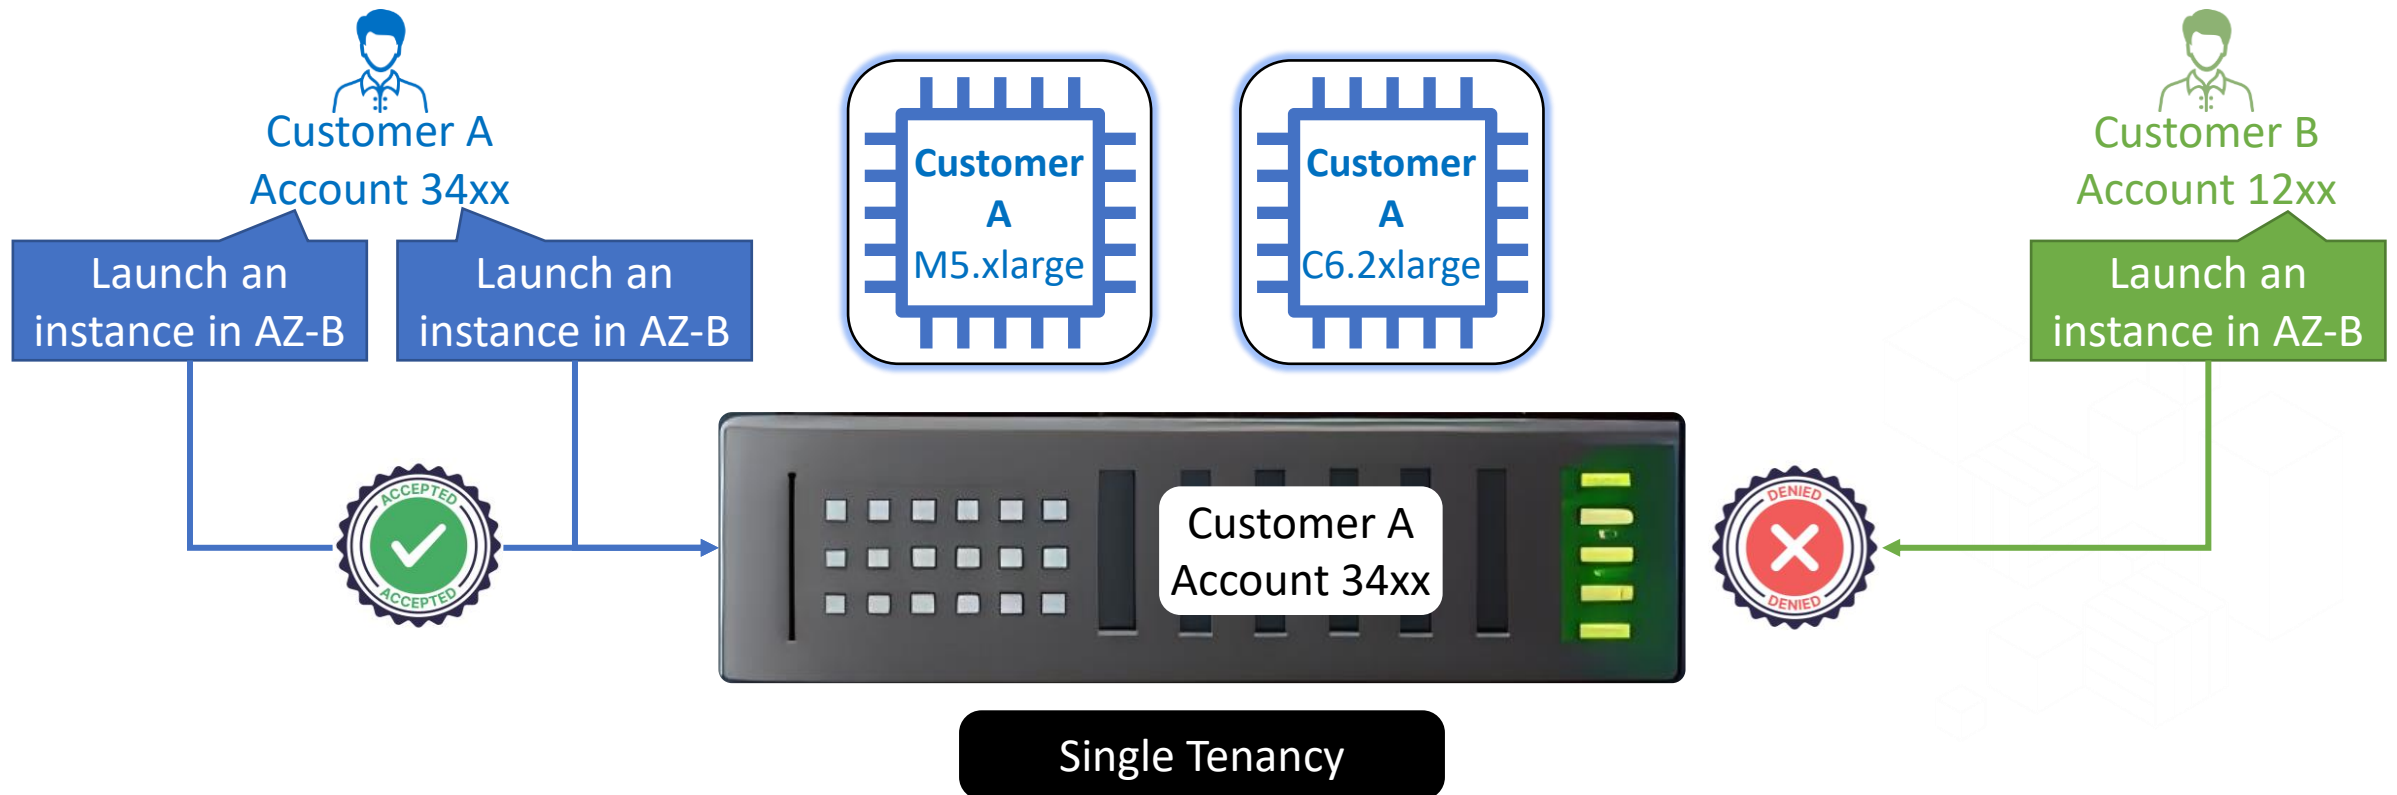 Customer A
Account 34xx
Launch an
instance in AZ-B
Launch an
instance in AZ-B
Customer
A
M5.xlarge
Customer
A
C6.2xlarge
Customer B
Account 12xx
Launch an
instance in AZ-B
ACCEPTED
ACCEPTED
Customer A
Account 34xx
DENIED
DENIED
Single Tenancy